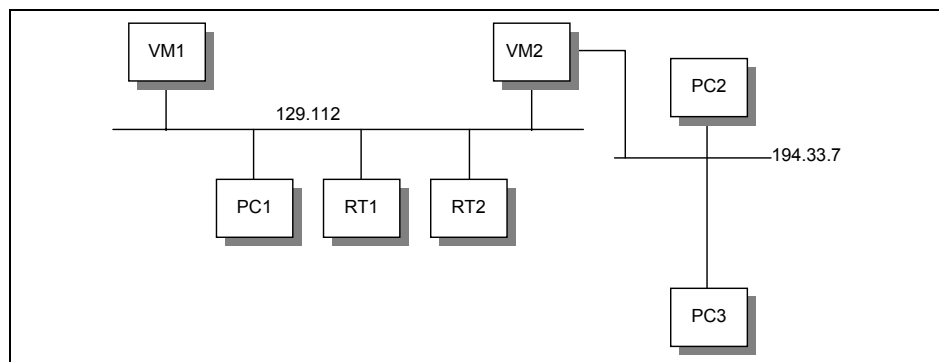 VM1
VM2
PC2
129.112
194.33.7
PC1
RT1
RT2
PC3